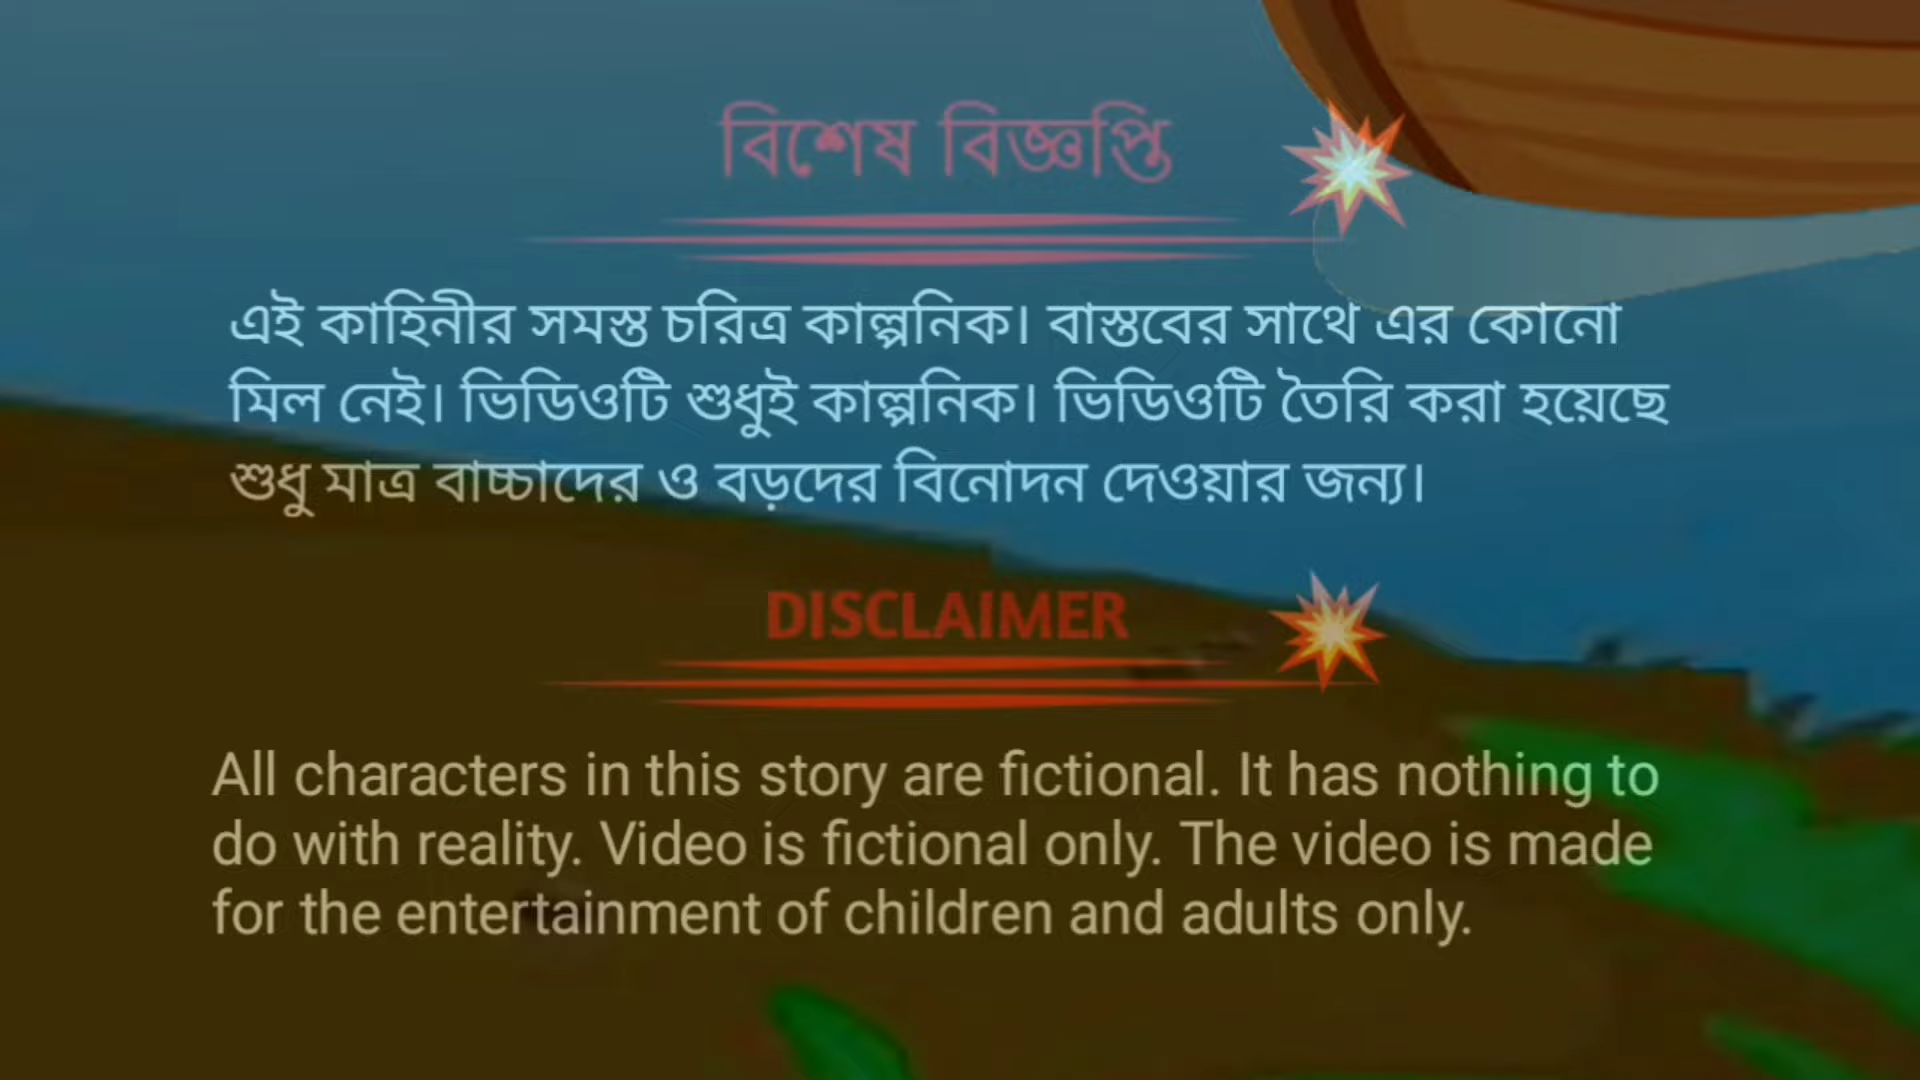 বিশেষ বিজ্ঞপ্তি
এই কাহিনীর সমস্ত চরিত্র কাল্পনিক। বাস্তবের সাথে এর কোনো
মিল নেই। ভিডিওটি শুধুই কাল্পনিক। ভিডিওটি তৈরি করা হয়েছে
শুধু মাত্র বাচ্চাদের ও বড়দের বিনোদন দেওয়ার জন্য।
DISCLAIMER
All characters in this story are fictional. It has nothing to
do with reality. Video is fictional only. The video is made
for the entertainment of children and adults only.